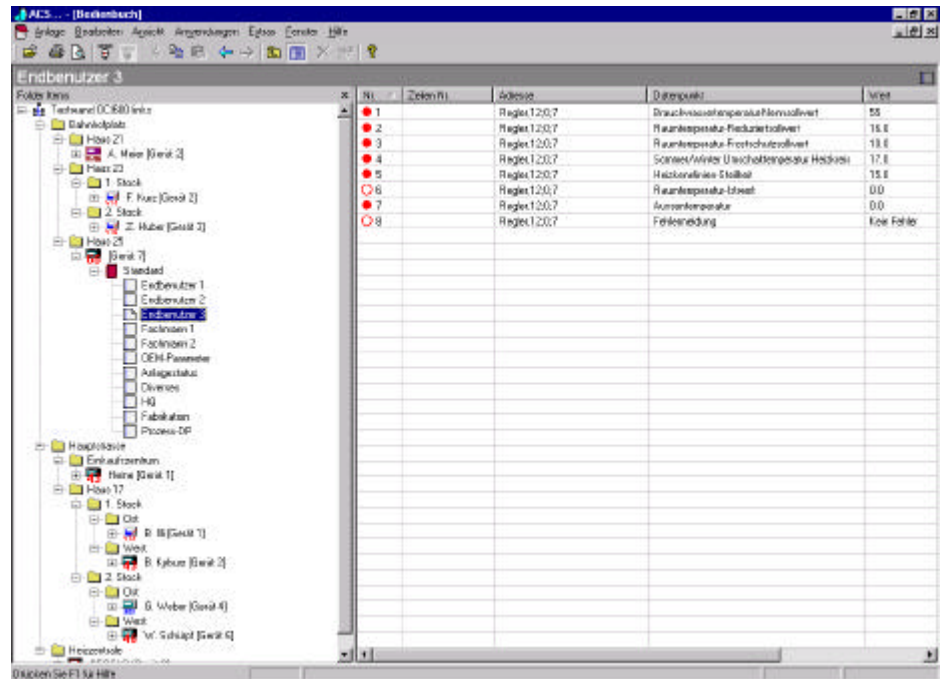 ACS... - [Bedienbuch]
Anlage Bearbeiten Ansicht Anwendungen Extras Fenster Hilfe
Endbenutzer 3
Folder Items
Testwand OCI600 links
Bahnhofplatz
Haus 21
A. Meier [Gerät 3]
Haus 23
1. Stock
F. Kurz [Gerät 2]
2. Stock
Z. Huber [Gerät 3]
Haus 25
[Gerät 7]
Standard
Endbenutzer 1
Endbenutzer 2
Endbenutzer 3
Fachmann 1
Fachmann 2
OEM-Parameter
Anlagestatus
Diverses
HG
Fabrikation
Prozess-DP
Hauptstrasse
Einkaufszentrum
Heine [Gerät 1]
Haus 17
1. Stock
Ost
[Gerät 1]
West
B. Kyburz [Gerät 2]
2. Stock
Ost
G. Weber [Gerät 4]
West
W. Schläpf [Gerät 6]
Heizzentrale
Nr. Zeilen Nr. Adresse Datenpunkt Wert
1 Regler,12;0;7 Brauchwassertemperatur-Nennsollwert 55
2 Regler,12;0;7 Raumtemperatur-Reduziertsollwert 16.0
3 Regler,12;0;7 Raumtemperatur-Frostschutzsollwert 10.0
4 Regler,12;0;7 Sommer/Winter Umschalttemperatur Heizkreis 17.0
5 Regler,12;0;7 Heizkennlinien-Steilheit 15.0
6 Regler,12;0;7 Raumtemperatur-Istwert 0.0
7 Regler,12;0;7 Aussentemperatur 0.0
8 Regler,12;0;7 Fehlermeldung Kein Fehler
Drücken Sie F1 für Hilfe